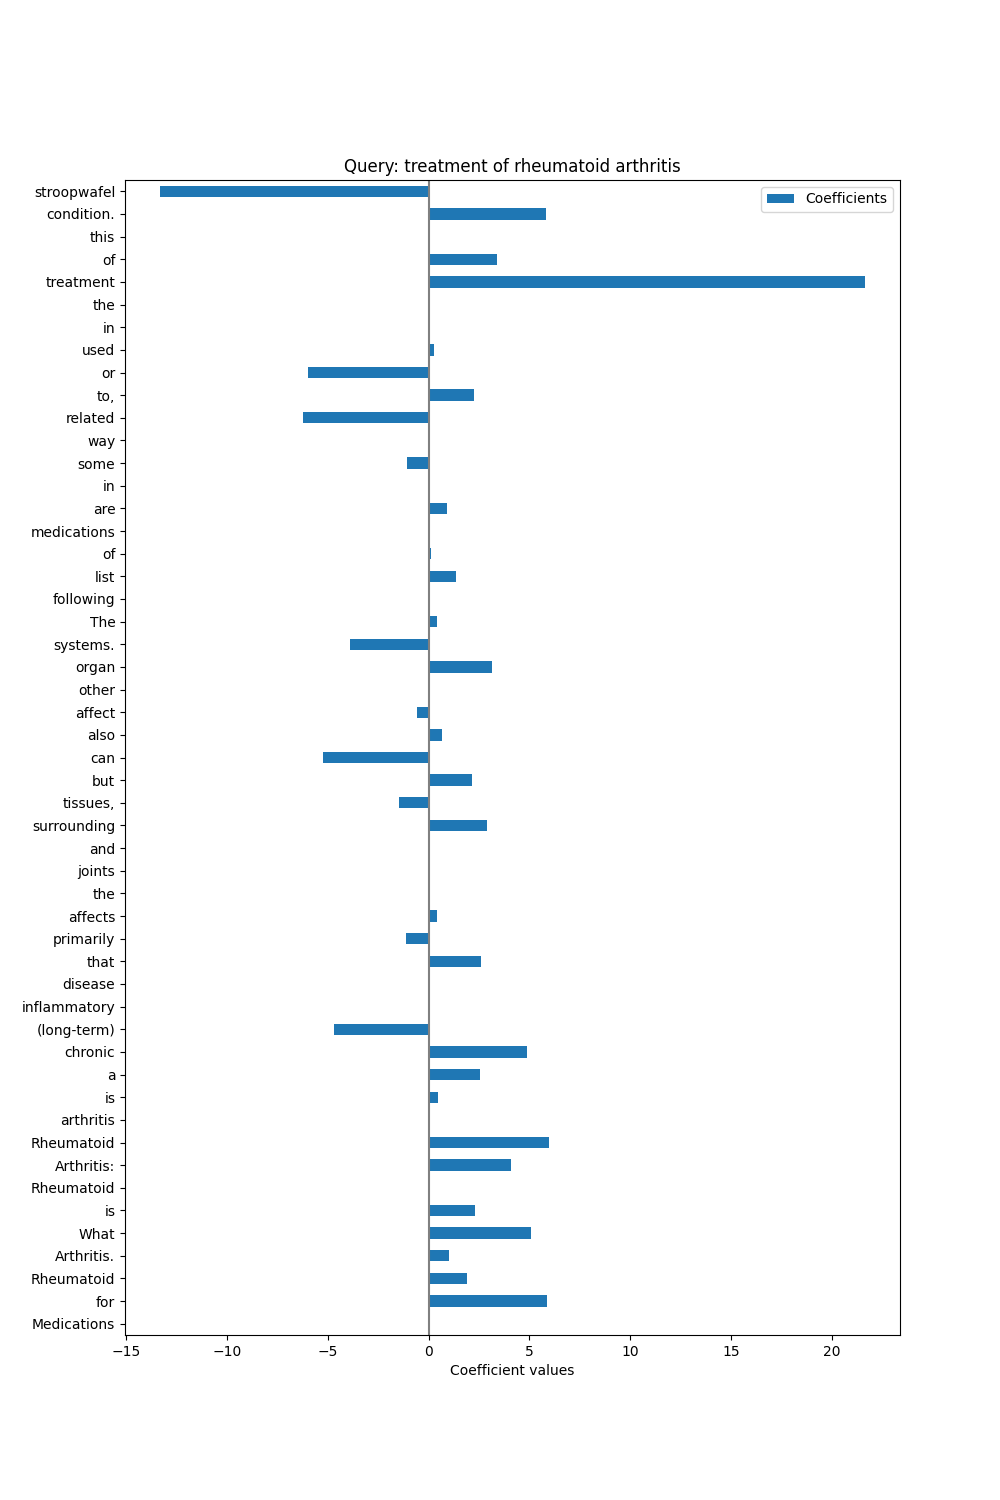 Query: treatment of rheumatoid arthritis
Coefficients
stroopwafel
condition.
this
of
treatment
the
in
used
or
to,
related
way
some
in
are
medications
of
list
following
The
systems.
organ
other
affect
also
can
but
tissues,
surrounding
and
joints
the
affects
primarily
that
disease
inflammatory
(long-term)
chronic
a
is
arthritis
Rheumatoid
Arthritis:
Rheumatoid
is
What
Arthritis.
Rheumatoid
for
Medications
−15 −10 −5 0 5 10 15 20
Coefficient values